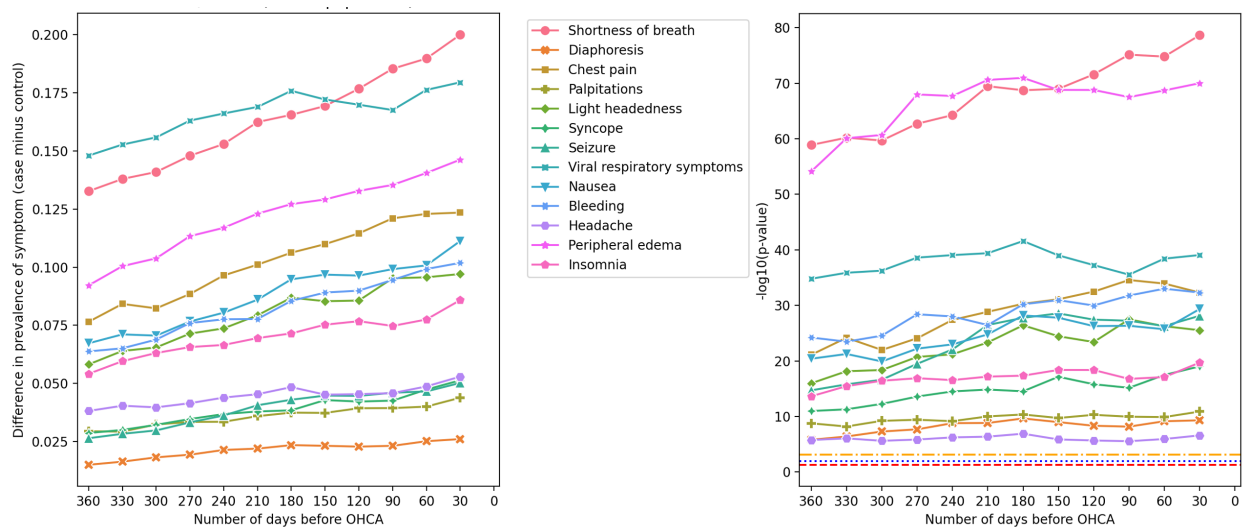 0.200
0.175
0.150
0.125
0.100
0.075
0.050
0.025
Difference in prevalence of symptom (case minus control)
360 330 300 270 240 210 180 150 120 90 60 30 0
Number of days before OHCA
Shortness of breath
Diaphoresis
Chest pain
Palpitations
Light headedness
Syncope
Seizure
Viral respiratory symptoms
Nausea
Bleeding
Headache
Peripheral edema
Insomnia
80
70
60
50
40
30
20
10
0
-log10(p-value)
360 330 300 270 240 210 180 150 120 90 60 30 0
Number of days before OHCA